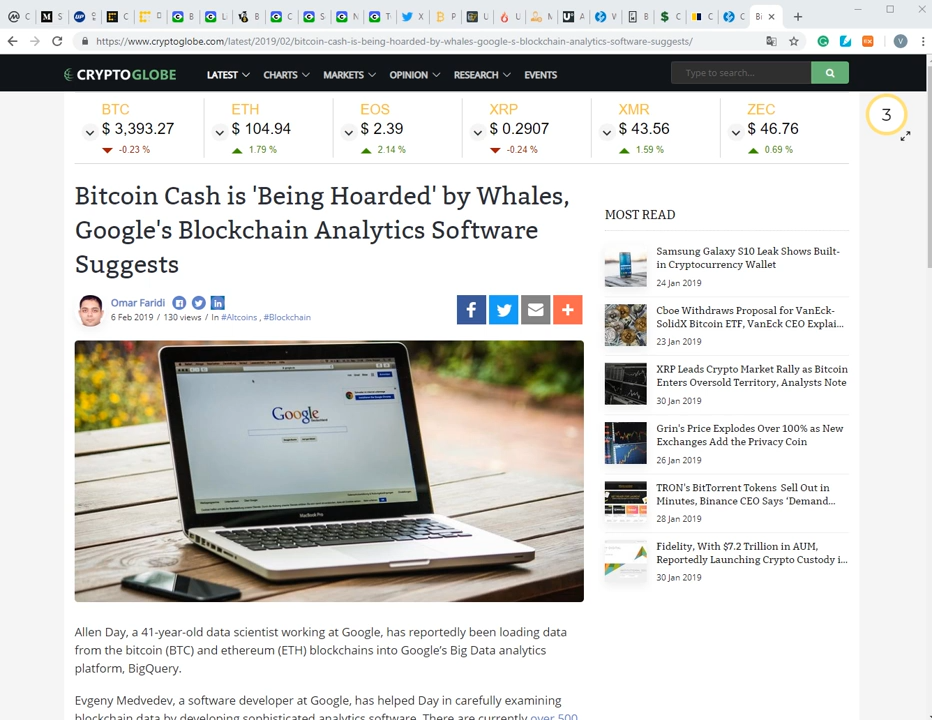 https://www.cryptoglobe.com/latest/2019/02/bitcoin-cash-is-being-hoarded-by-whales-google-s-blockchain-analytics-software-suggests/
CRYPTOGLOBE
LATEST CHARTS MARKETS OPINION RESEARCH EVENTS
Type to search...
BTC ETH EOS XRP XMR ZEC
$ 3,393.27 $ 104.94 $ 2.39 $ 0.2907 $ 43.56 $ 46.76
-0.23 % 1.79 % 2.14 % -0.24 % 1.59 % 0.69 %
3
Bitcoin Cash is 'Being Hoarded' by Whales,
Google's Blockchain Analytics Software
Suggests
Omar Faridi
6 Feb 2019 / 130 views / In #Altcoins , #Blockchain
Google
MacBook Pro
Allen Day, a 41-year-old data scientist working at Google, has reportedly been loading data
from the bitcoin (BTC) and ethereum (ETH) blockchains into Google's Big Data analytics
platform, BigQuery.
Evgeny Medvedev, a software developer at Google, has helped Day in carefully examining
blockchain data by developing sophisticated analytics software. There are currently over 500
MOST READ
Samsung Galaxy S10 Leak Shows Built-
in Cryptocurrency Wallet
24 Jan 2019
Cboe Withdraws Proposal for VanEck-
SolidX Bitcoin ETF, VanEck CEO Explai...
23 Jan 2019
XRP Leads Crypto Market Rally as Bitcoin
Enters Oversold Territory, Analysts Note
30 Jan 2019
Grin's Price Explodes Over 100% as New
Exchanges Add the Privacy Coin
26 Jan 2019
TRON's BitTorrent Tokens Sell Out in
Minutes, Binance CEO Says 'Demand...
28 Jan 2019
Fidelity, With $7.2 Trillion in AUM,
Reportedly Launching Crypto Custody i...
30 Jan 2019